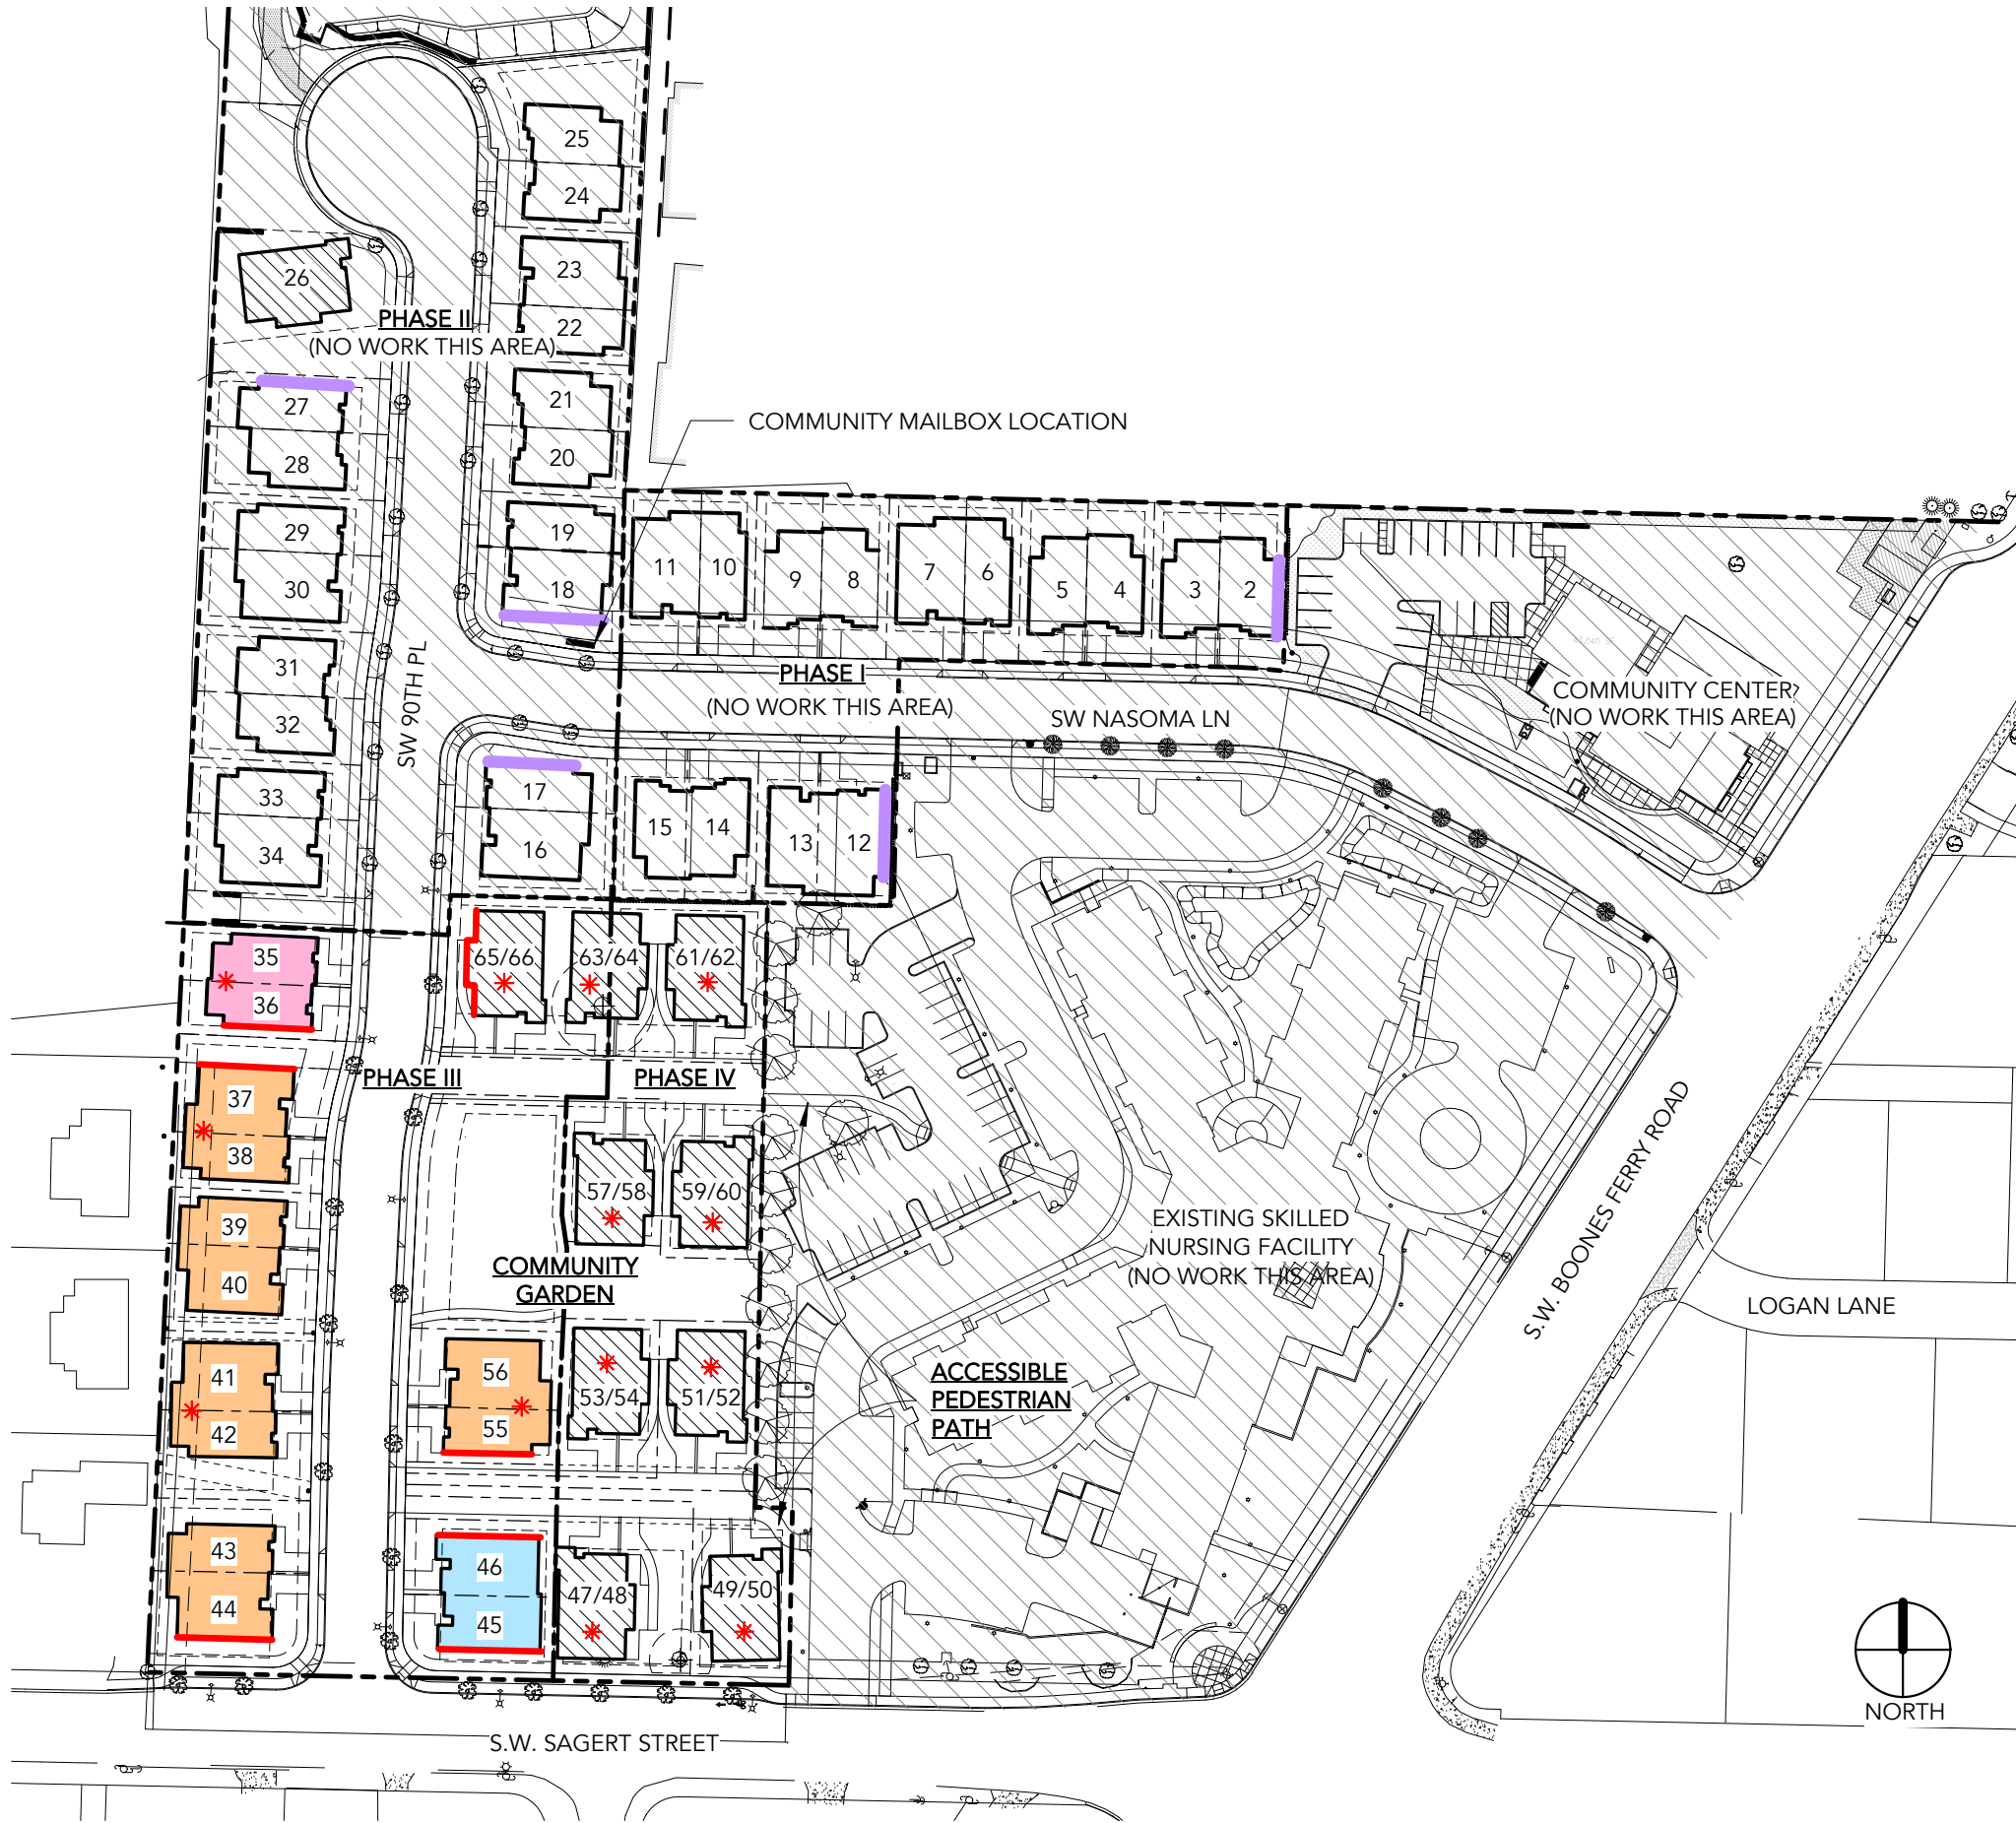 25
24
23
26
22
PHASE II
(NO WORK THIS AREA)
27
28
21
20
COMMUNITY MAILBOX LOCATION
29
30
19
18
11
10
9
8
7
6
5
4
3
2
31
32
SW 90TH PL
PHASE I
(NO WORK THIS AREA)
SW NASOMA LN
COMMUNITY CENTER
(NO WORK THIS AREA)
33
34
17
16
15
14
13
12
35
36
65/66
63/64
61/62
37
38
PHASE III
PHASE IV
39
40
57/58
59/60
COMMUNITY
GARDEN
EXISTING SKILLED
NURSING FACILITY
(NO WORK THIS AREA)
S.W. BOONES FERRY ROAD
LOGAN LANE
41
42
56
55
53/54
51/52
ACCESSIBLE
PEDESTRIAN
PATH
43
44
46
45
47/48
49/50
S.W. SAGERT STREET
NORTH